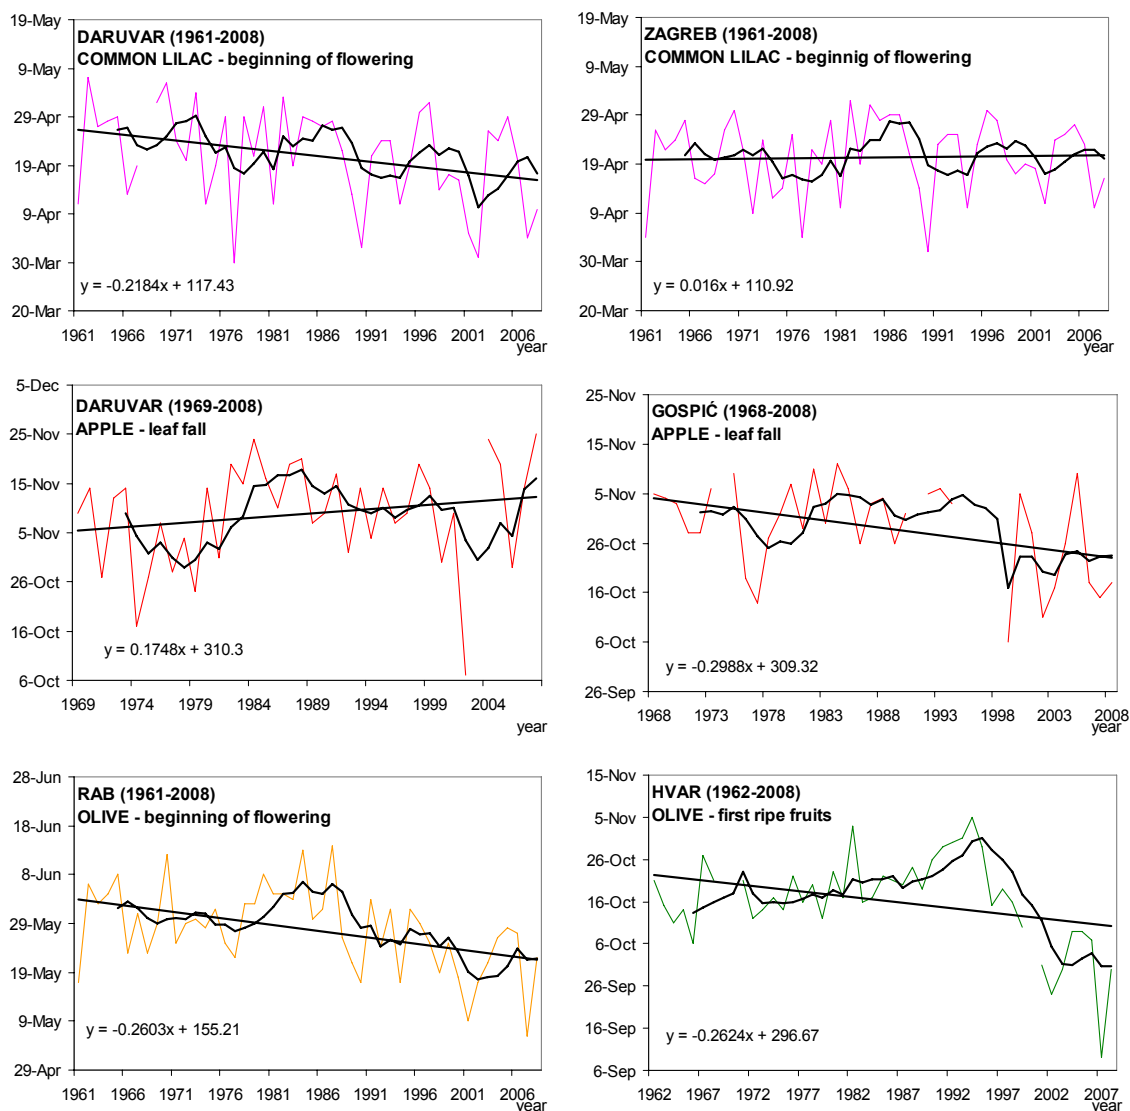 DARUVAR (1961-2008)
COMMON LILAC - beginning of flowering
19-May
9-May
29-Apr
19-Apr
9-Apr
30-Mar
20-Mar
y = -0.2184x + 117.43
1961 1966 1971 1976 1981 1986 1991 1996 2001 2006
year
ZAGREB (1961-2008)
COMMON LILAC - beginnig of flowering
19-May
9-May
29-Apr
19-Apr
9-Apr
30-Mar
20-Mar
y = 0.016x + 110.92
1961 1966 1971 1976 1981 1986 1991 1996 2001 2006
year
DARUVAR (1969-2008)
APPLE - leaf fall
5-Dec
25-Nov
15-Nov
5-Nov
26-Oct
16-Oct
6-Oct
y = 0.1748x + 310.3
1969 1974 1979 1984 1989 1994 1999 2004
year
GOSPIĆ (1968-2008)
APPLE - leaf fall
25-Nov
15-Nov
5-Nov
26-Oct
16-Oct
6-Oct
26-Sep
y = -0.2988x + 309.32
1968 1973 1978 1983 1988 1993 1998 2003 2008
year
RAB (1961-2008)
OLIVE - beginning of flowering
28-Jun
18-Jun
8-Jun
29-May
19-May
9-May
29-Apr
y = -0.2603x + 155.21
1961 1966 1971 1976 1981 1986 1991 1996 2001 2006
year
HVAR (1962-2008)
OLIVE - first ripe fruits
15-Nov
5-Nov
26-Oct
16-Oct
6-Oct
26-Sep
16-Sep
6-Sep
y = -0.2624x + 296.67
1962 1967 1972 1977 1982 1987 1992 1997 2002 2007
year